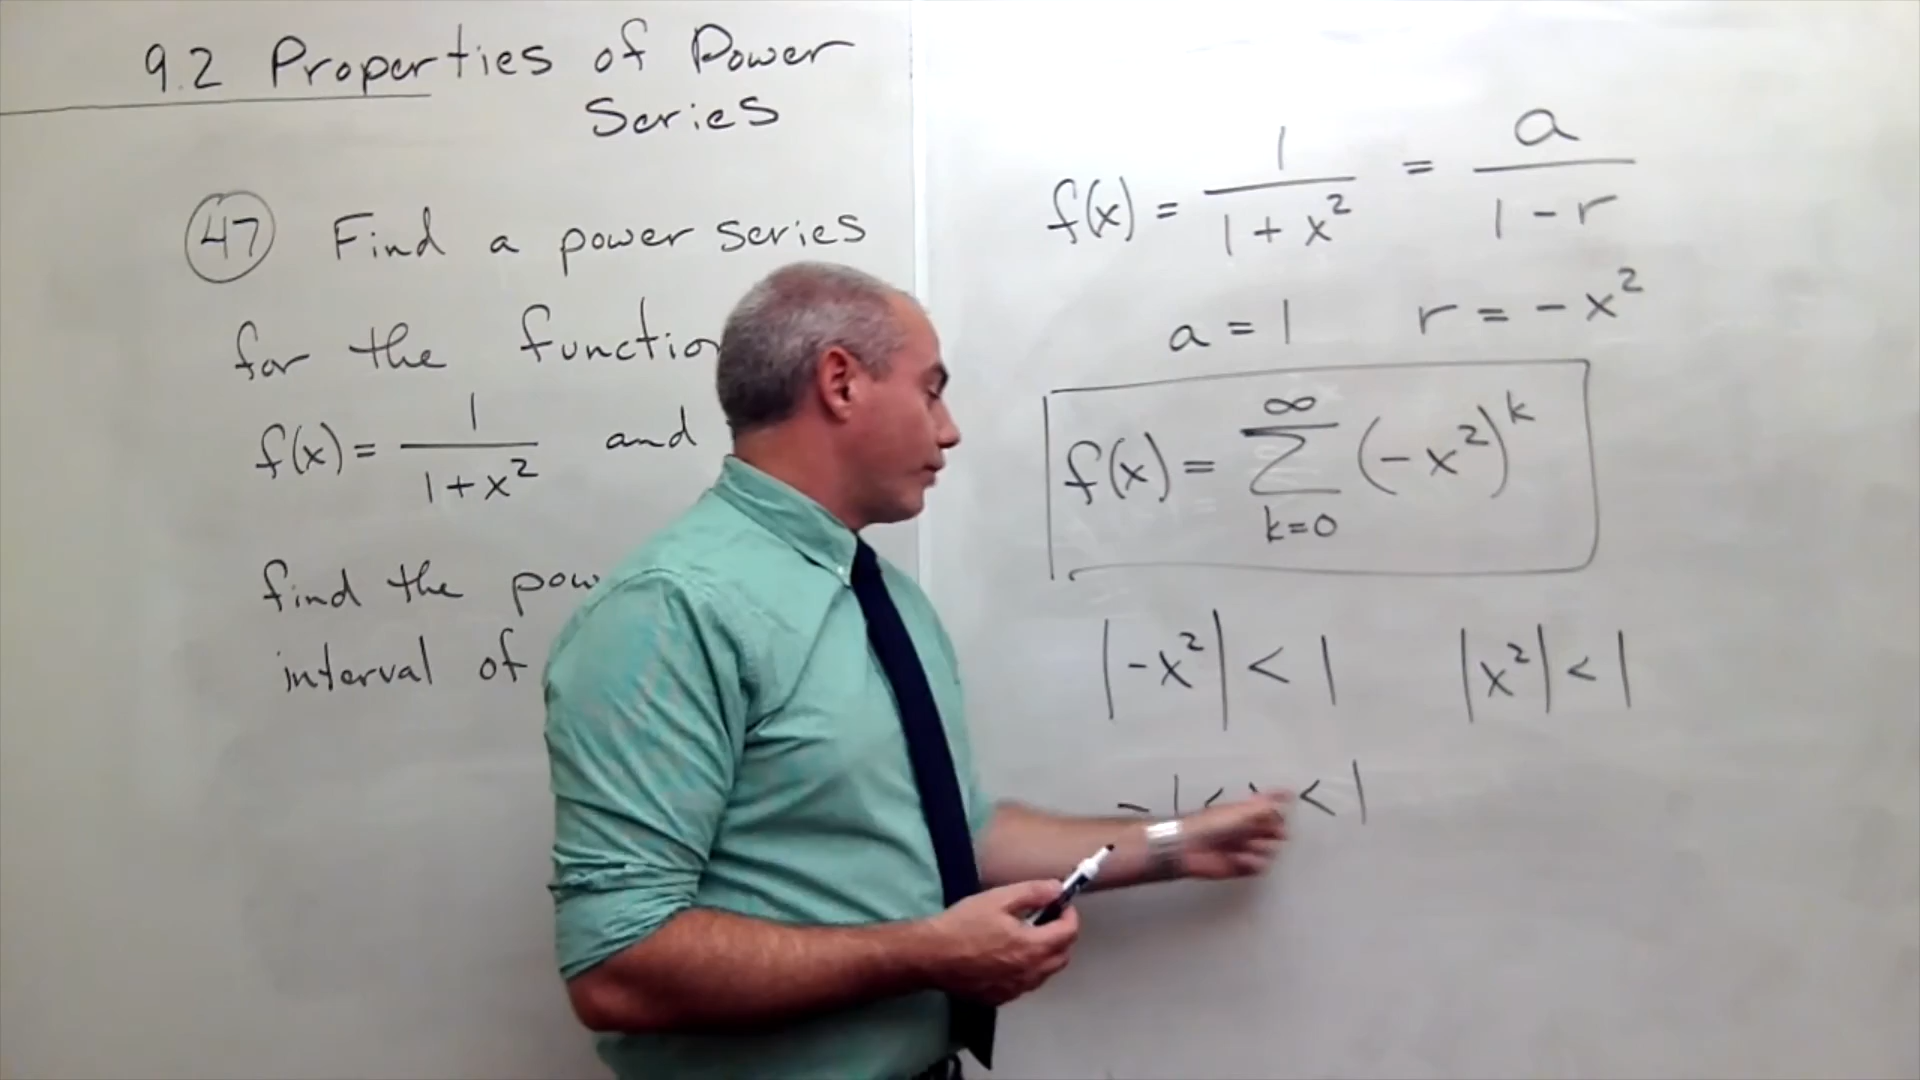 9.2 Properties of Power
Series
47 Find a power series
for the function
f(x) = 1/(1+x²) and
find the pow
interval of
f(x) = 1/(1+x²) = a/(1-r)
a = 1 r = -x²
f(x) = ∑_{k=0}^{∞} (-x²)^k
|-x²| < 1 |x²| < 1
-1 < < 1